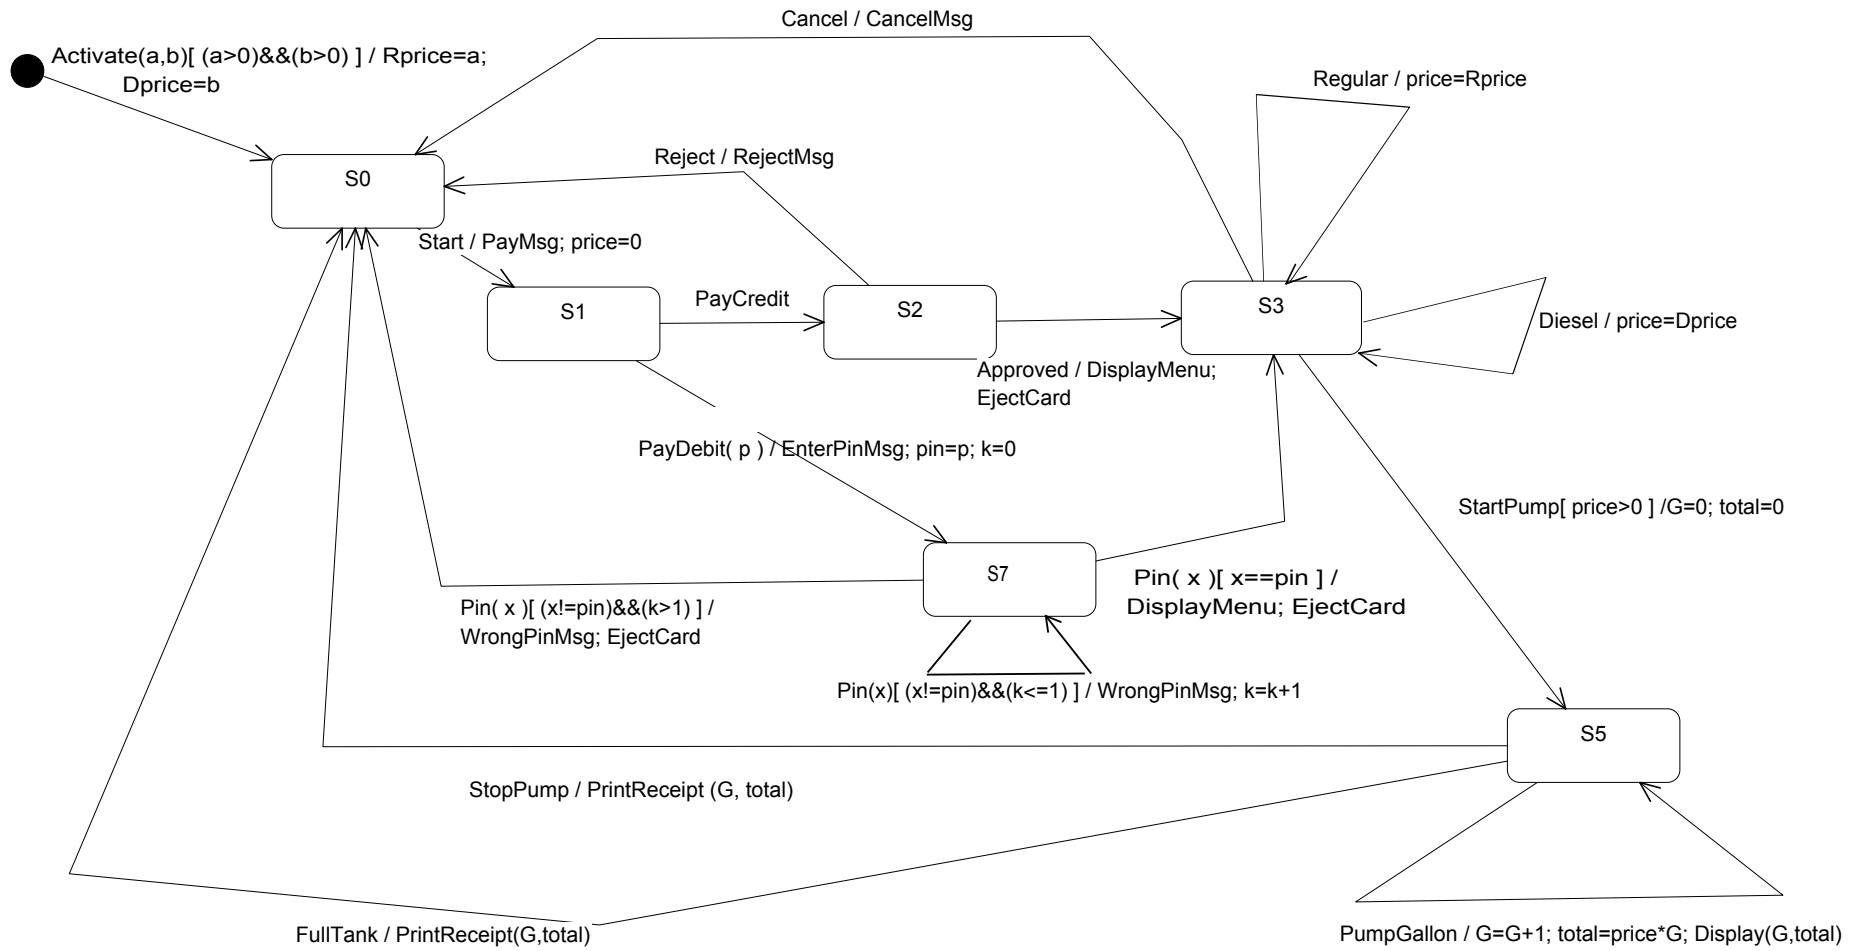 Cancel / CancelMsg
Activate(a,b)[ (a>0)&&(b>0) ] / Rprice=a;
Dprice=b
Regular / price=Rprice
Reject / RejectMsg
S0
Start / PayMsg; price=0
PayCredit
S1
S2
S3
Diesel / price=Dprice
Approved / DisplayMenu;
EjectCard
PayDebit( p ) / EnterPinMsg; pin=p; k=0
StartPump[ price>0 ] /G=0; total=0
S7
Pin( x )[ x==pin ] /
DisplayMenu; EjectCard
Pin( x )[ (x!=pin)&&(k>1) ] /
WrongPinMsg; EjectCard
Pin(x)[ (x!=pin)&&(k<=1) ] / WrongPinMsg; k=k+1
S5
StopPump / PrintReceipt (G, total)
FullTank / PrintReceipt(G,total)
PumpGallon / G=G+1; total=price*G; Display(G,total)